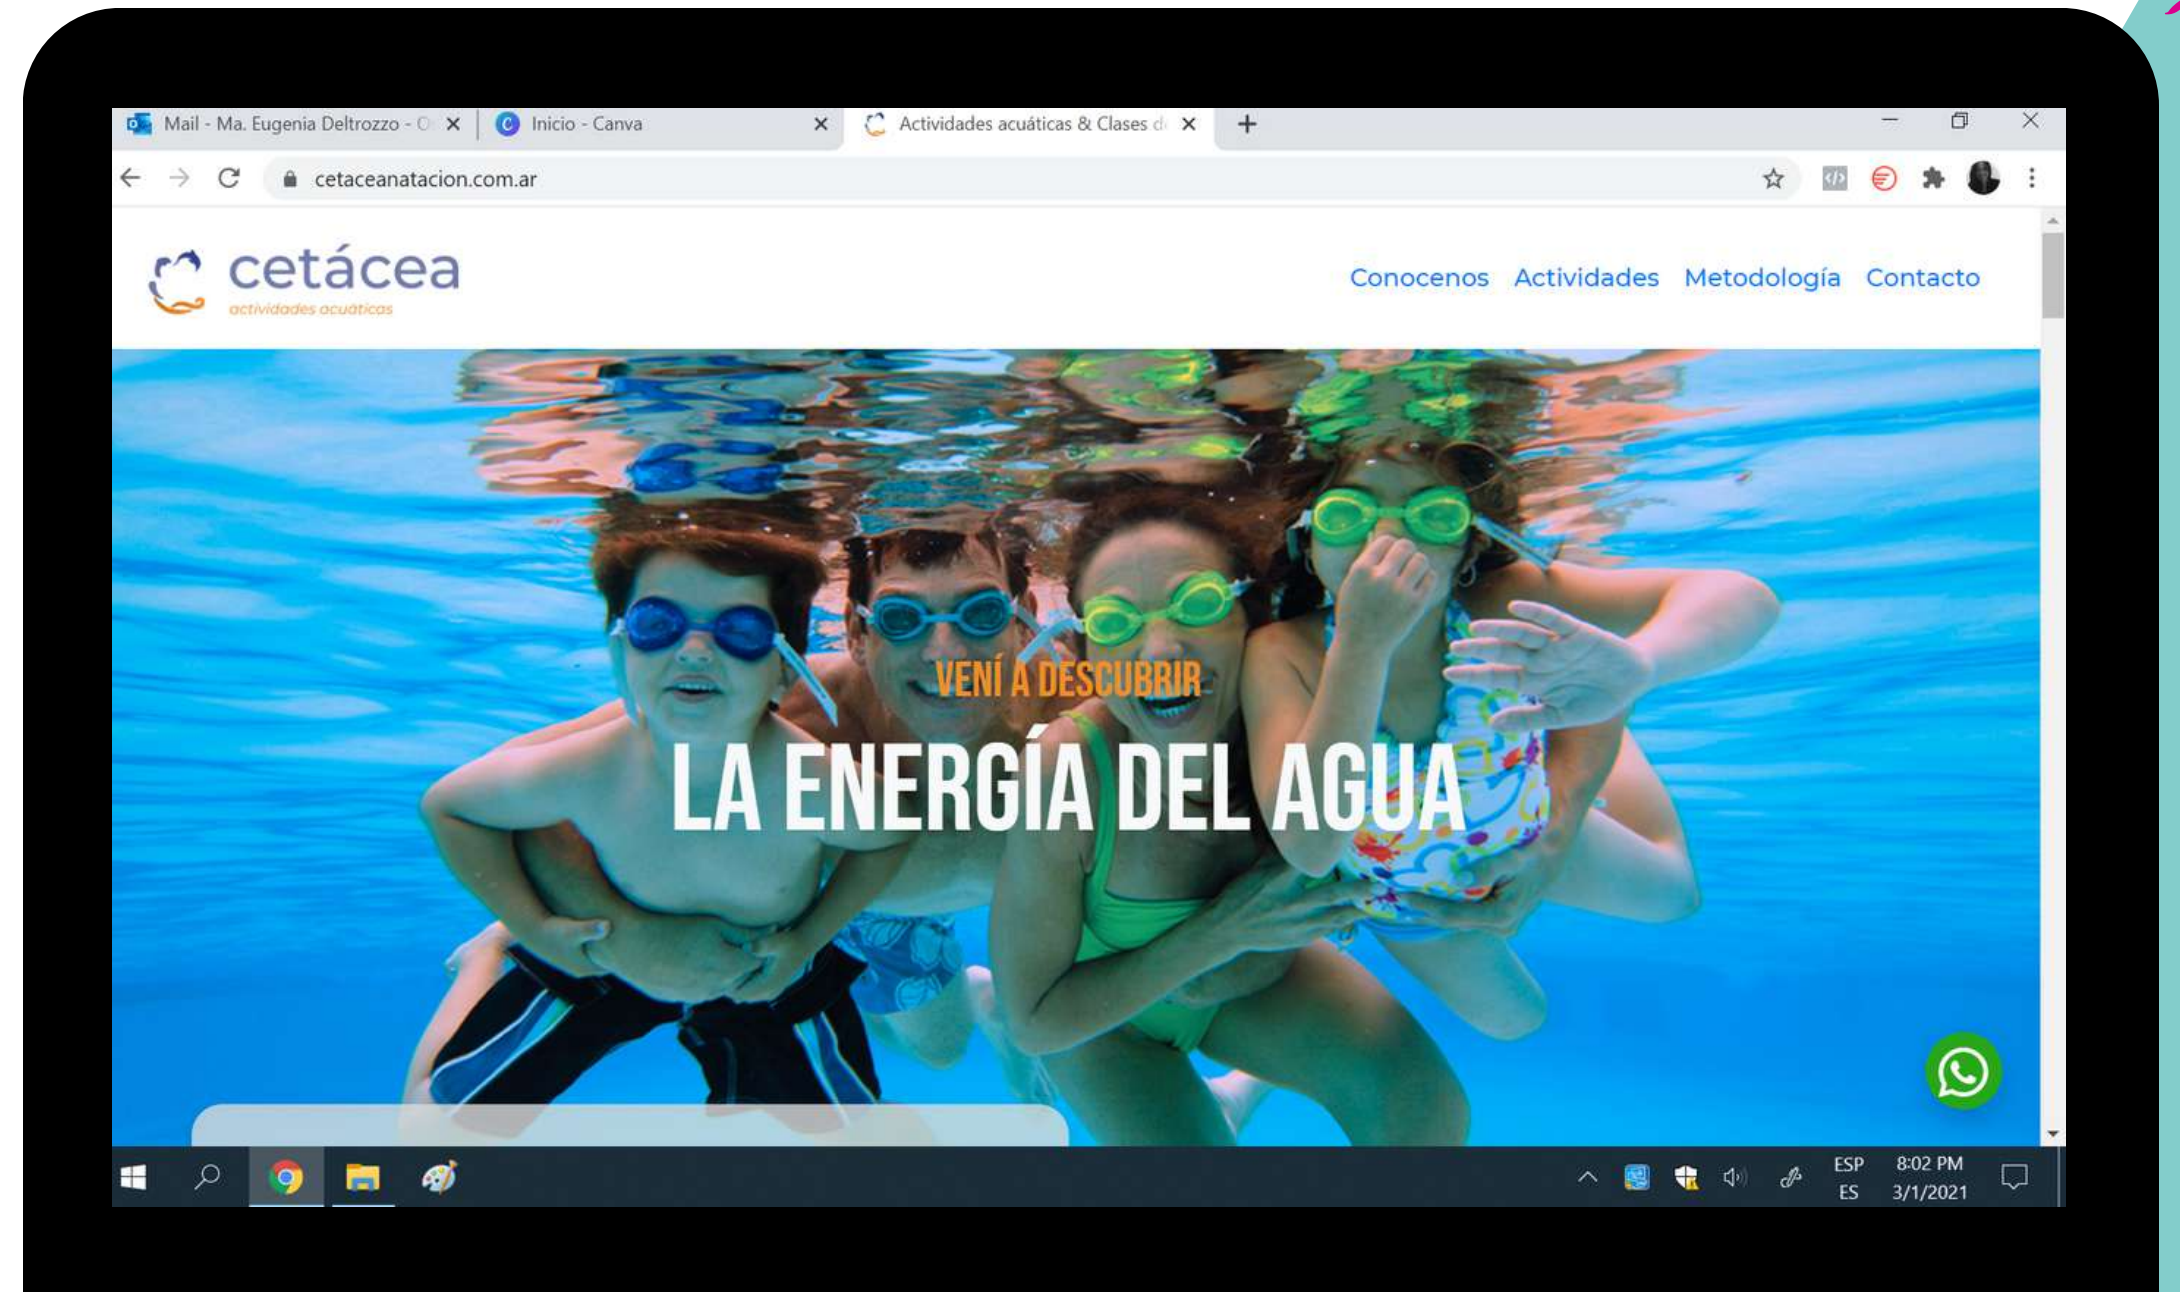 Mail - Ma. Eugenia Deltrozzo - O
Inicio - Canva
Actividades acuáticas & Clases d
cetaceanatacion.com.ar
cetácea
actividades acuáticas
Conocenos Actividades Metodología Contacto
VENÍ A DESCUBRIR
LA ENERGÍA DEL AGUA
ESP
ES
8:02 PM
3/1/2021